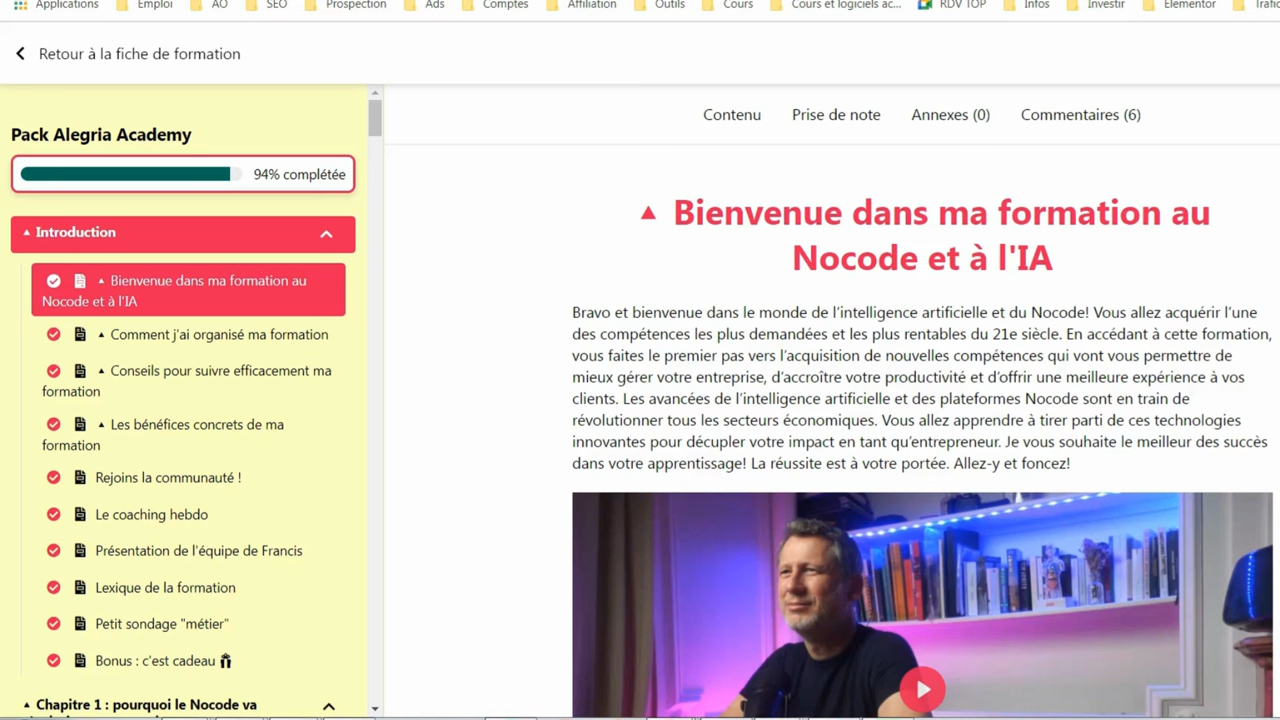 Applications Emploi AO SEO Prospection Ads Comptes Affiliation Outils Cours Cours et logiciels ac... RDV TOP Infos Investir Elementor
Retour à la fiche de formation
Pack Alegria Academy
94% complétée
Introduction
Bienvenue dans ma formation au
Nocode et à l'IA
Comment j'ai organisé ma formation
Conseils pour suivre efficacement ma
formation
Les bénéfices concrets de ma
formation
Rejoins la communauté !
Le coaching hebdo
Présentation de l'équipe de Francis
Lexique de la formation
Petit sondage "métier"
Bonus : c'est cadeau
Chapitre 1 : pourquoi le Nocode va
Contenu Prise de note Annexes (0) Commentaires (6)
Bienvenue dans ma formation au
Nocode et à l'IA
Bravo et bienvenue dans le monde de l'intelligence artificielle et du Nocode! Vous allez acquérir l'une
des compétences les plus demandées et les plus rentables du 21e siècle. En accédant à cette formation,
vous faites le premier pas vers l'acquisition de nouvelles compétences qui vont vous permettre de
mieux gérer votre entreprise, d'accroître votre productivité et d'offrir une meilleure expérience à vos
clients. Les avancées de l'intelligence artificielle et des plateformes Nocode sont en train de
révolutionner tous les secteurs économiques. Vous allez apprendre à tirer parti de ces technologies
innovantes pour décupler votre impact en tant qu'entrepreneur. Je vous souhaite le meilleur des succès
dans votre apprentissage! La réussite est à votre portée. Allez-y et foncez!